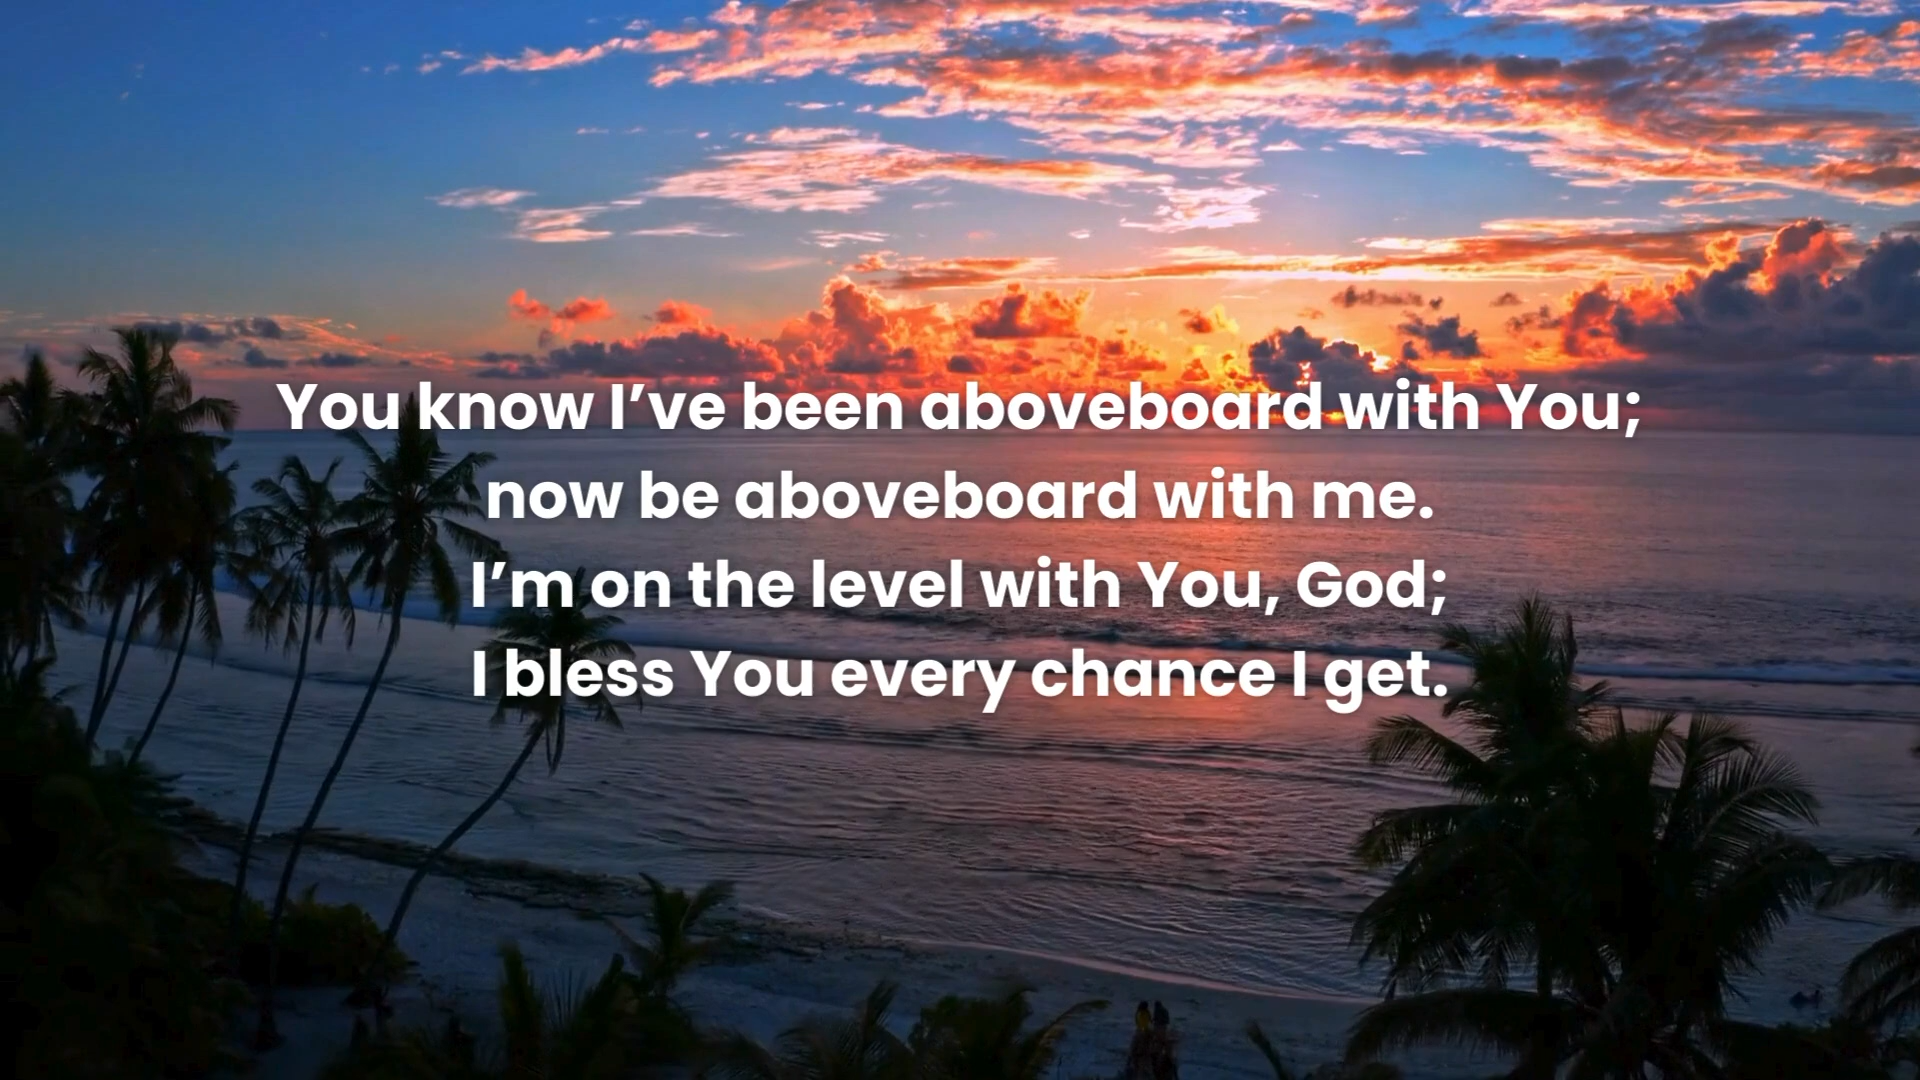 You know I’ve been aboveboard with You;
now be aboveboard with me.
I’m on the level with You, God;
I bless You every chance I get.